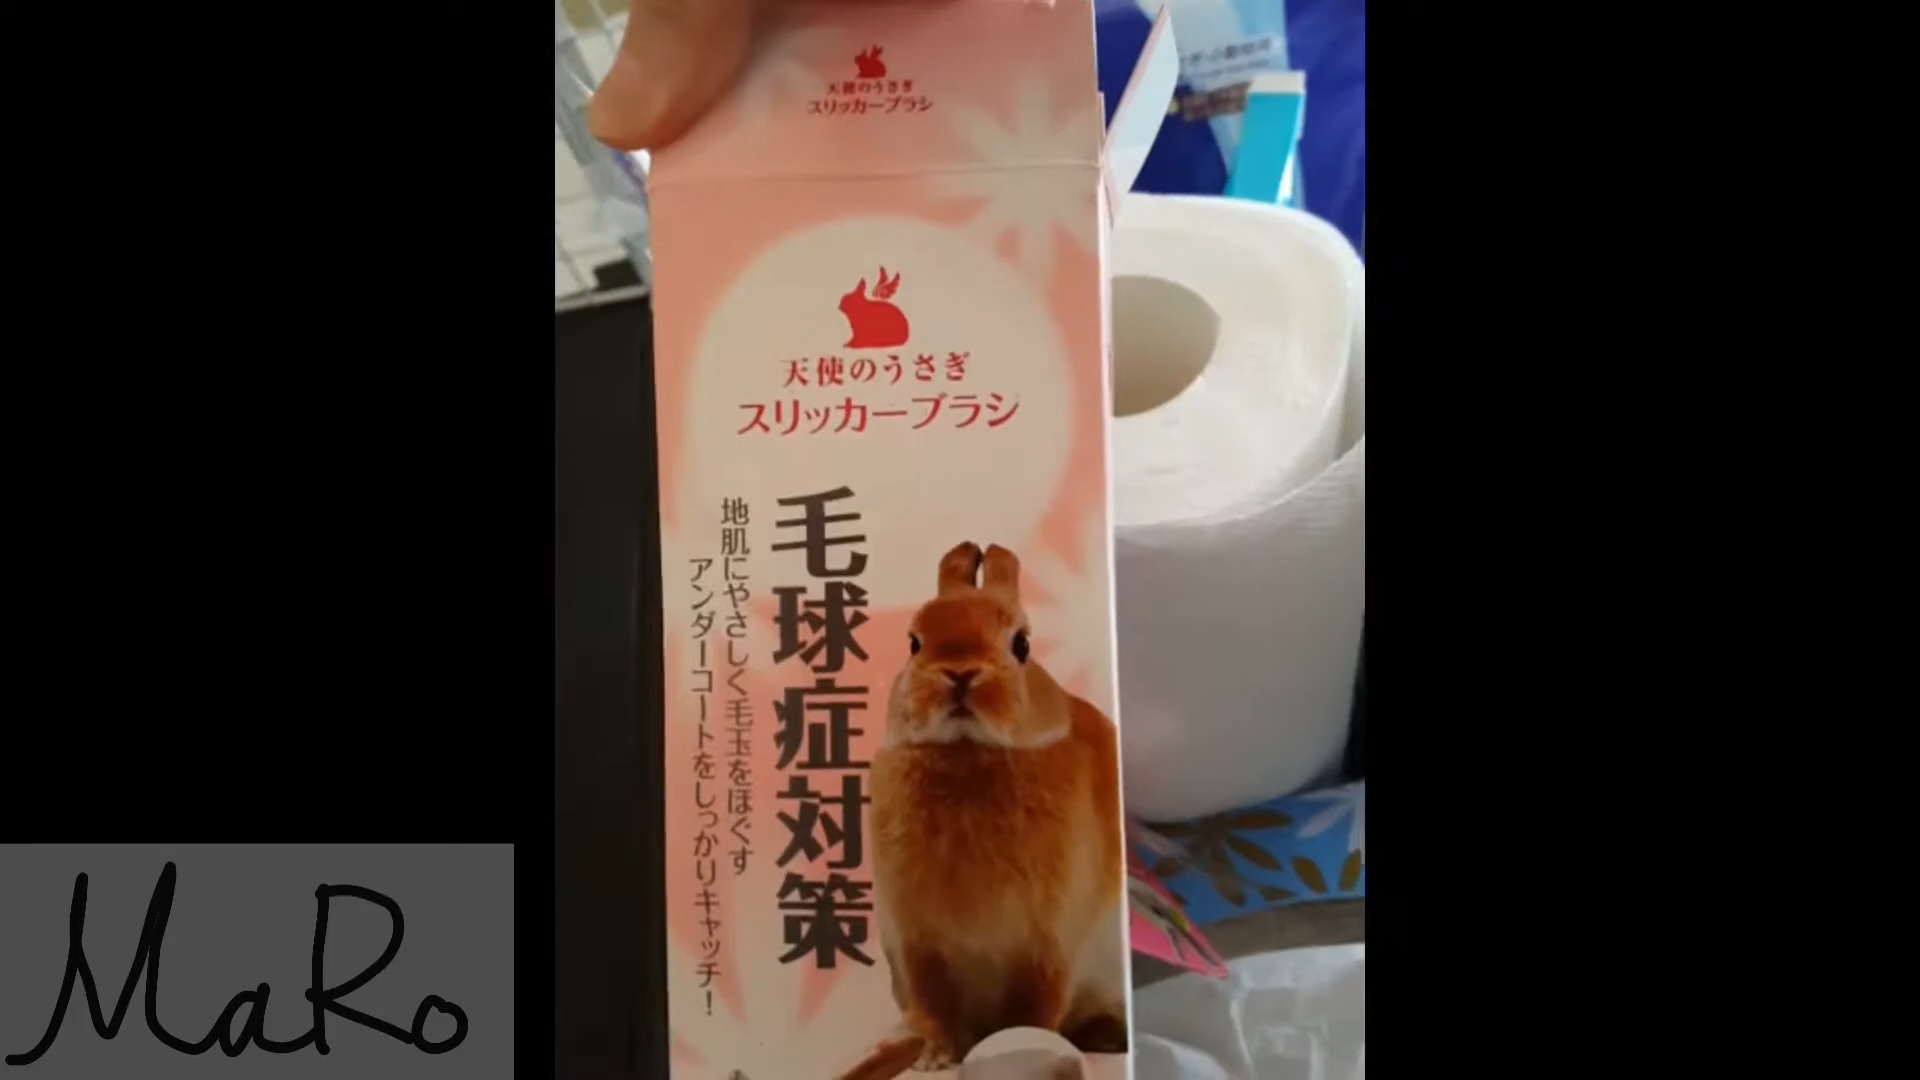 天使のうさぎ
スリッカーブラシ
天使のうさぎ
スリッカーブラシ
毛球症対策
地肌にやさしく毛玉をほぐす
アンダーコートをしっかりキャッチ！
MaRo